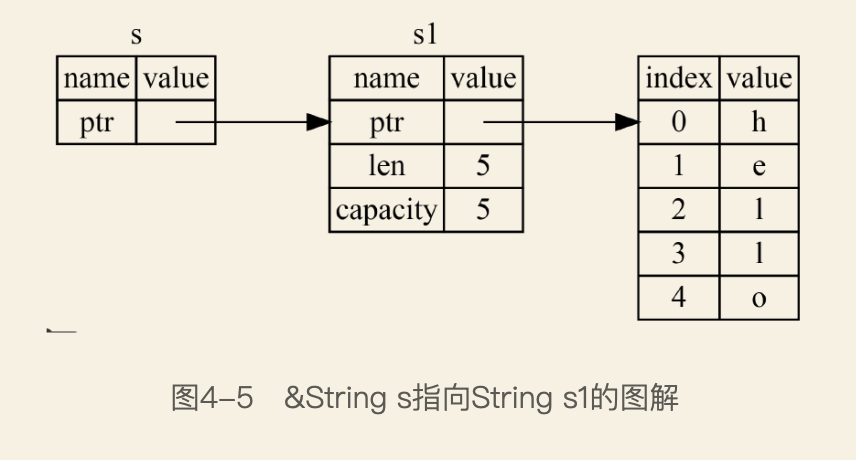 s
s1
name value
name value
index value
ptr
ptr
0 h
len 5
1 e
capacity 5
2 l
3 l
4 o
图4-5 &String s指向String s1的图解